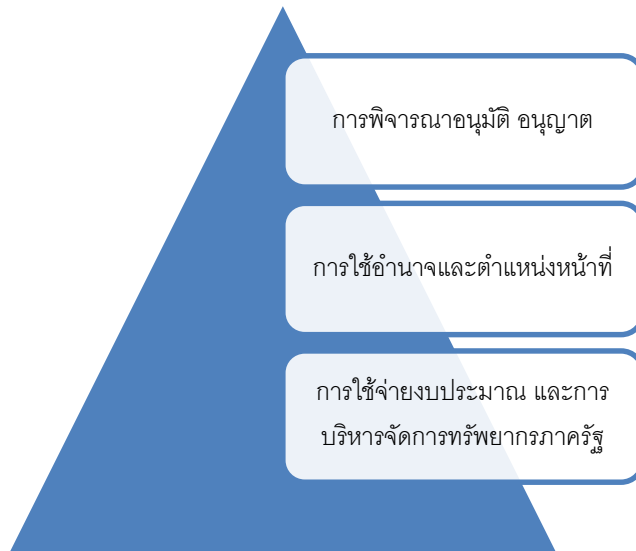 การพิจารณาอนุมัติ อนุญาต
การใช้อำนาจและตำแหน่งหน้าที่
การใช้จ่ายงบประมาณ และการ
บริหารจัดการทรัพยากรภาครัฐ